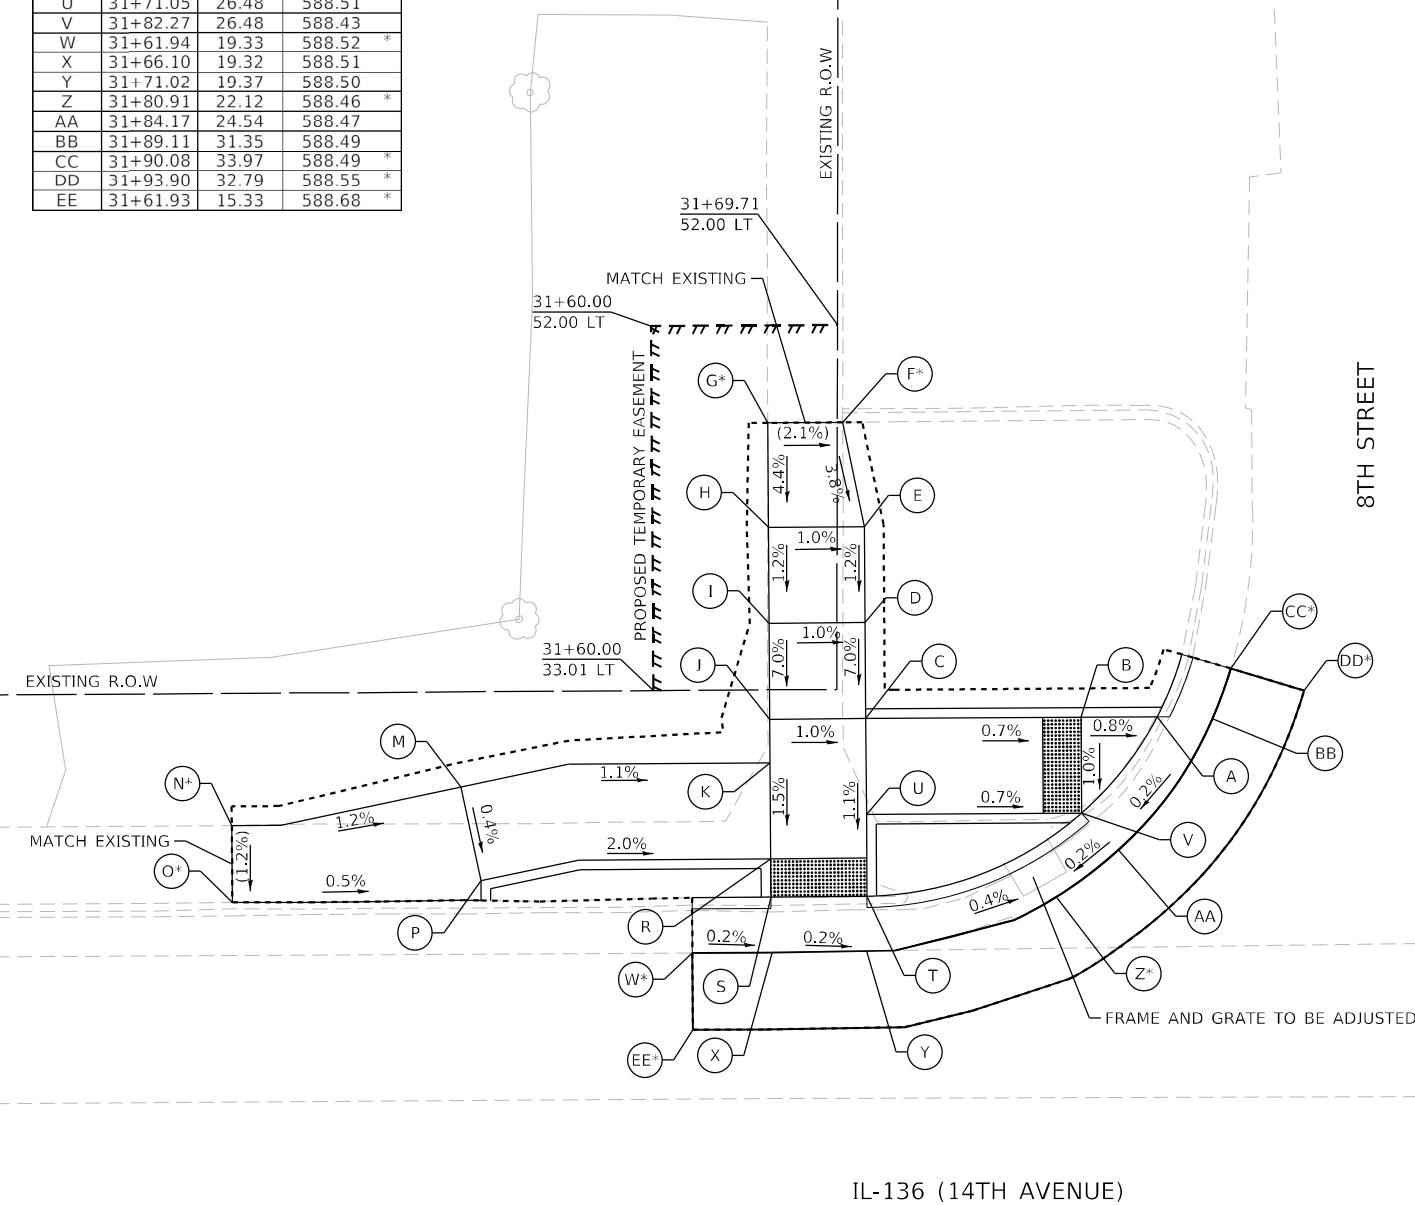 U 31+71.05 26.48 588.51
V 31+82.27 26.48 588.43
W 31+61.94 19.33 588.52 *
X 31+66.10 19.32 588.51
Y 31+71.02 19.37 588.50
Z 31+80.91 22.12 588.46 *
AA 31+84.17 24.54 588.47
BB 31+89.11 31.35 588.49
CC 31+90.08 33.97 588.49 *
DD 31+93.90 32.79 588.55 *
EE 31+61.93 15.33 588.68 *
EXISTING R.O.W
31+69.71
52.00 LT
MATCH EXISTING
31+60.00
52.00 LT
PROPOSED TEMPORARY EASEMENT
8TH STREET
G*
F*
(2.1%)
4.4%
3.8%
H
E
1.0%
1.2%
1.2%
I
D
1.0%
7.0%
7.0%
CC*
31+60.00
33.01 LT
J
C
B
DD*
EXISTING R.O.W
M
1.0%
0.7%
0.8%
1.0%
BB
N*
1.1%
K
1.5%
1.1%
U
0.7%
0.2%
A
1.2%
0.4%
MATCH EXISTING
(1.2%)
2.0%
0.2%
V
O*
0.5%
0.4%
AA
P
R
0.2%
0.2%
W*
S
T
Z*
FRAME AND GRATE TO BE ADJUSTED
EE*
X
Y
IL-136 (14TH AVENUE)